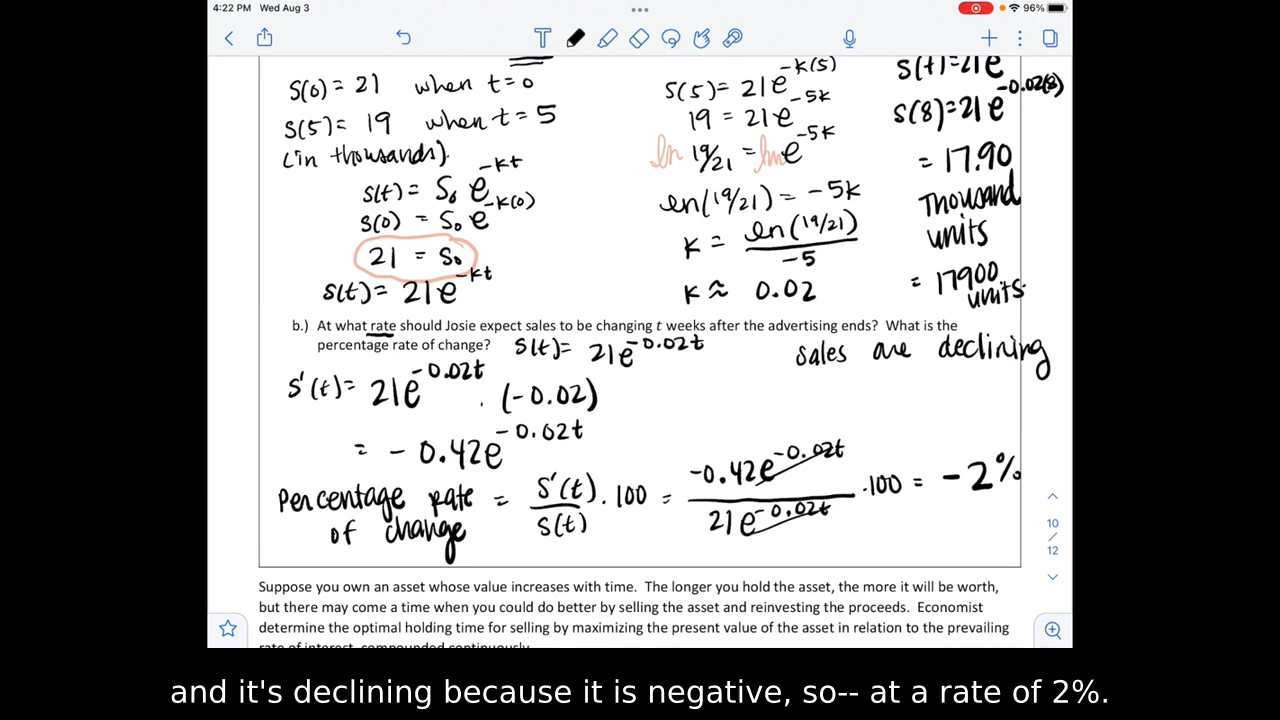 4:22 PM Wed Aug 3
96%
S(0) = 21 when t = 0
S(5) = 19 when t = 5
(in thousands).
S(t) = S₀ e^-kt
S(0) = S₀ e^-k(0)
21 = S₀
S(t) = 21e^-kt
S(5) = 21e^-k(5)
19 = 21e^-5k
ln 19/21 = ln e^-5k
ln(19/21) = -5k
K = ln(19/21) / -5
K ≈ 0.02
S(t) = 21e
S(8) = 21e^-0.02(8)
= 17.90
Thousand
units
= 17900
units.
b.) At what rate should Josie expect sales to be changing t weeks after the advertising ends? What is the
percentage rate of change? S(t) = 21e^-0.02t
sales are declining
S'(t) = 21e^-0.02t . (-0.02)
= -0.42e^-0.02t
Percentage rate
of change
= S'(t) / S(t) . 100 = -0.42e^-0.02t / 21e^-0.02t .100 = -2%
10
/
12
Suppose you own an asset whose value increases with time. The longer you hold the asset, the more it will be worth,
but there may come a time when you could do better by selling the asset and reinvesting the proceeds. Economist
determine the optimal holding time for selling by maximizing the present value of the asset in relation to the prevailing
rate of interest, compounded continuously.
and it's declining because it is negative, so-- at a rate of 2%.